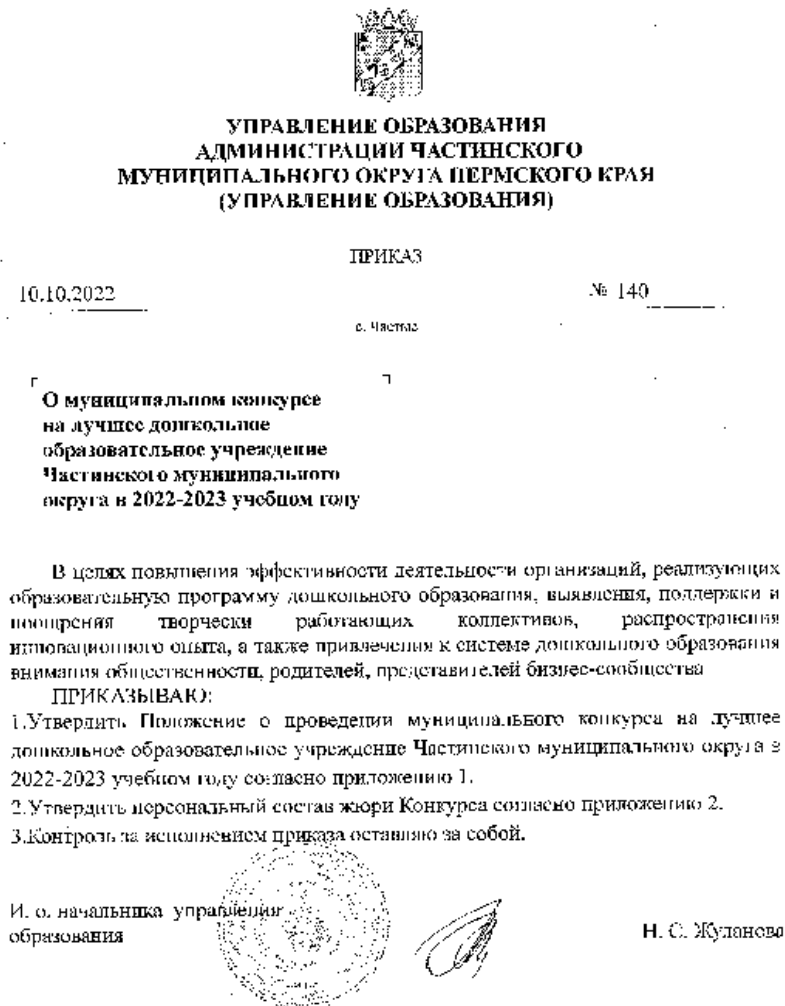 УПРАВЛЕНИЕ ОБРАЗОВАНИЯ
АДМИНИСТРАЦИИ ЧАСТИНСКОГО
МУНИЦИПАЛЬНОГО ОКРУГА ПЕРМСКОГО КРАЯ
(УПРАВЛЕНИЕ ОБРАЗОВАНИЯ)
ПРИКАЗ
10.10.2022 № 140
с. Частые
О муниципальном конкурсе
на лучшее дошкольное
образовательное учреждение
Частинского муниципального
округа в 2022-2023 учебном году
В целях повышения эффективности деятельности организаций, реализующих
образовательную программу дошкольного образования, выявления, поддержки и
поощрения творчески работающих коллективов, распространения
инновационного опыта, а также привлечения к системе дошкольного образования
внимания общественности, родителей, представителей бизнес-сообщества
ПРИКАЗЫВАЮ:
1.Утвердить Положение о проведении муниципального конкурса на лучшее
дошкольное образовательное учреждение Частинского муниципального округа в
2022-2023 учебном году согласно приложению 1.
2.Утвердить персональный состав жюри Конкурса согласно приложению 2.
3.Контроль за исполнением приказа оставляю за собой.
И. о. начальника управления
образования Н. С. Жуланова